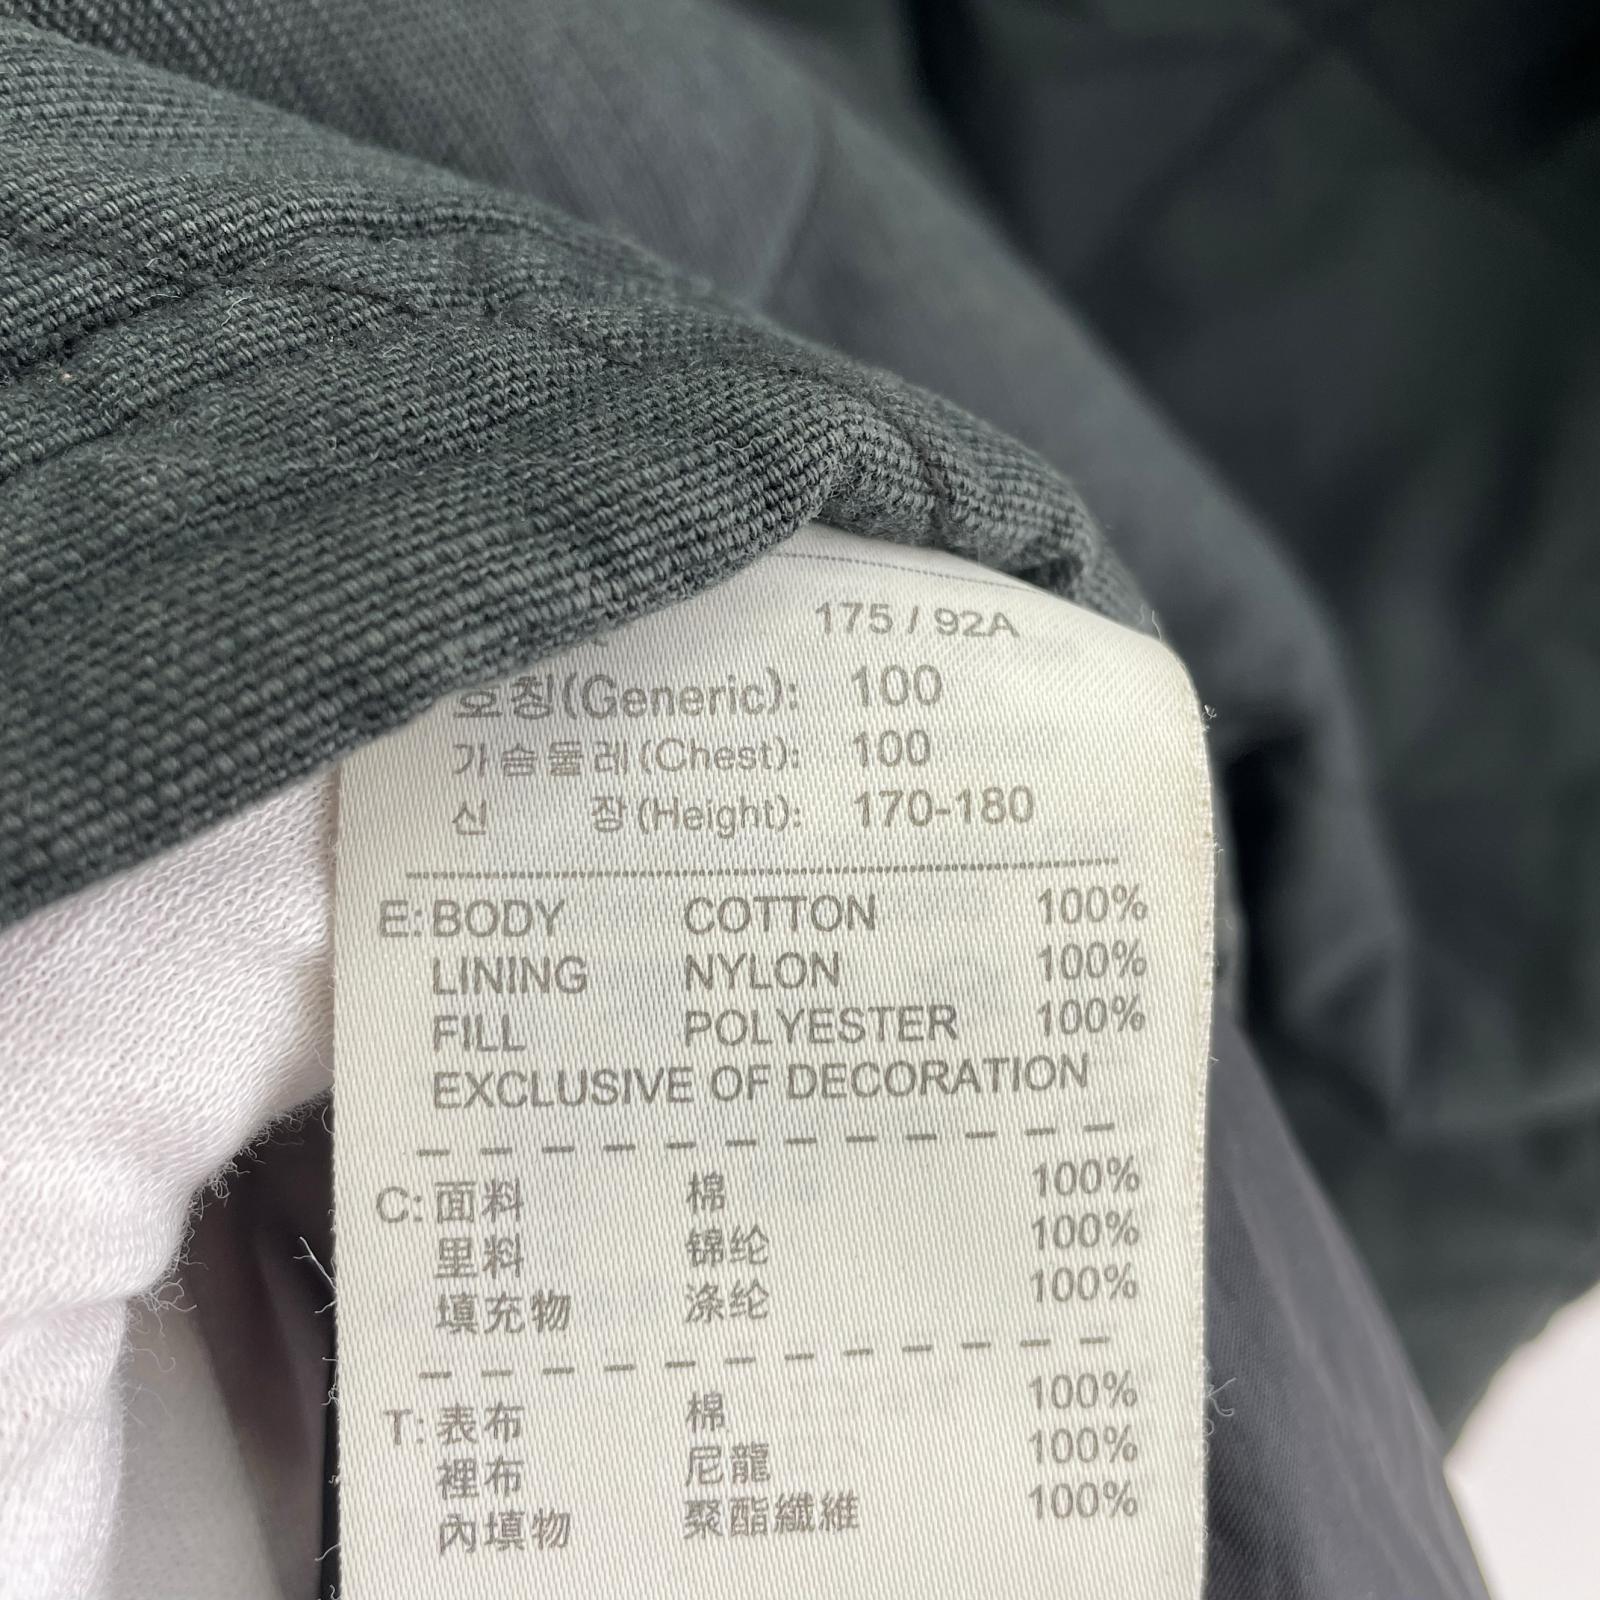 175 / 92A
호칭(Generic): 100
가슴둘레(Chest): 100
신 장(Height): 170-180
E: BODY COTTON 100%
LINING NYLON 100%
FILL POLYESTER 100%
EXCLUSIVE OF DECORATION
C: 面料 棉 100%
里料 锦纶 100%
填充物 涤纶 100%
T: 表布 棉 100%
裡布 尼龍 100%
內填物 聚酯纖維 100%